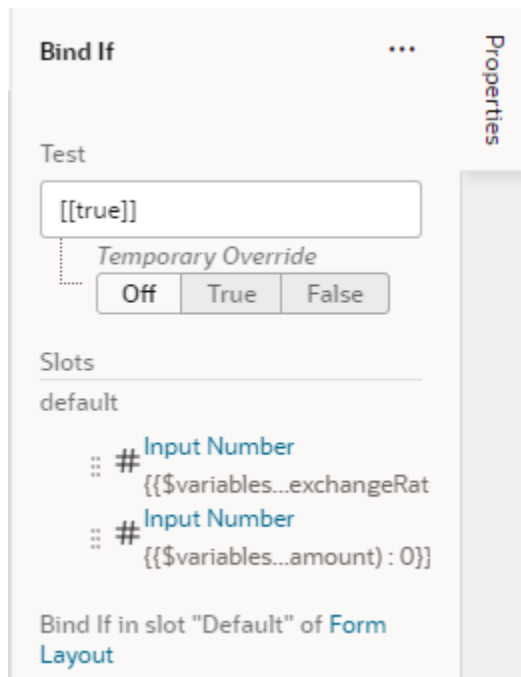 Bind If
...
Properties
Test
[[true]]
Temporary Override
Off True False
Slots
default
# Input Number
{{$variables...exchangeRat
# Input Number
{{$variables...amount) : 0}}
Bind If in slot "Default" of Form
Layout